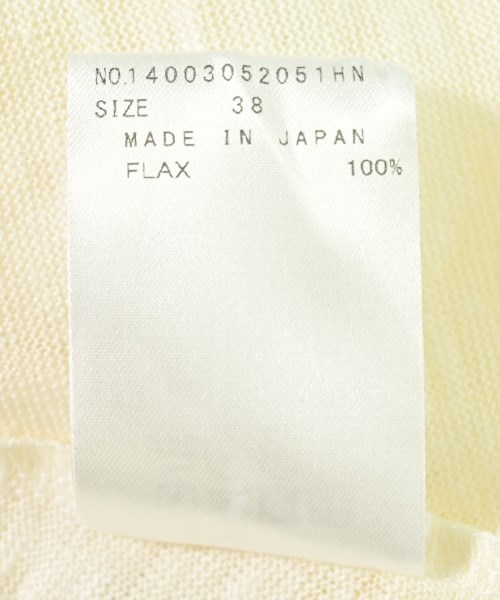 NO.14003052051HN
SIZE 38
MADE IN JAPAN
FLAX 100%